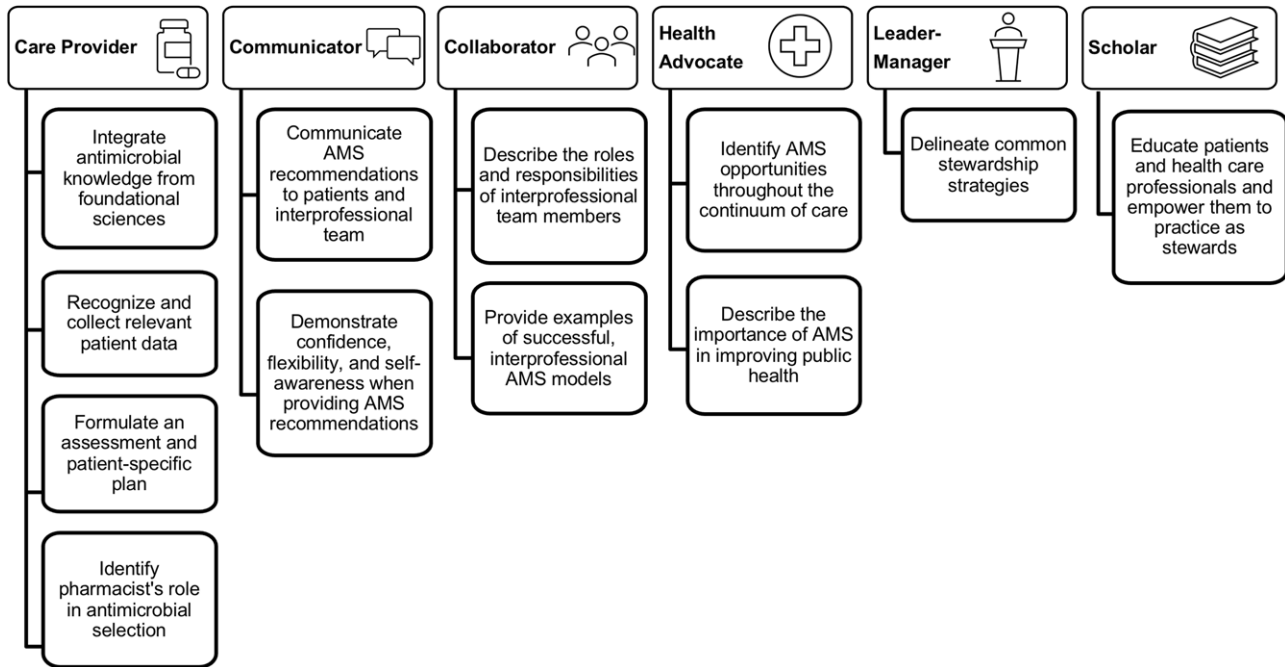 Care Provider
Integrate
antimicrobial
knowledge from
foundational
sciences
Recognize and
collect relevant
patient data
Formulate an
assessment and
patient-specific
plan
Identify
pharmacist's role
in antimicrobial
selection
Communicator
Communicate
AMS
recommendations
to patients and
interprofessional
team
Demonstrate
confidence,
flexibility, and self-
awareness when
providing AMS
recommendations
Collaborator
Describe the roles
and responsibilities
of interprofessional
team members
Provide examples
of successful,
interprofessional
AMS models
Health
Advocate
Identify AMS
opportunities
throughout the
continuum of care
Describe the
importance of AMS
in improving public
health
Leader-
Manager
Delineate common
stewardship
strategies
Scholar
Educate patients
and health care
professionals and
empower them to
practice as
stewards